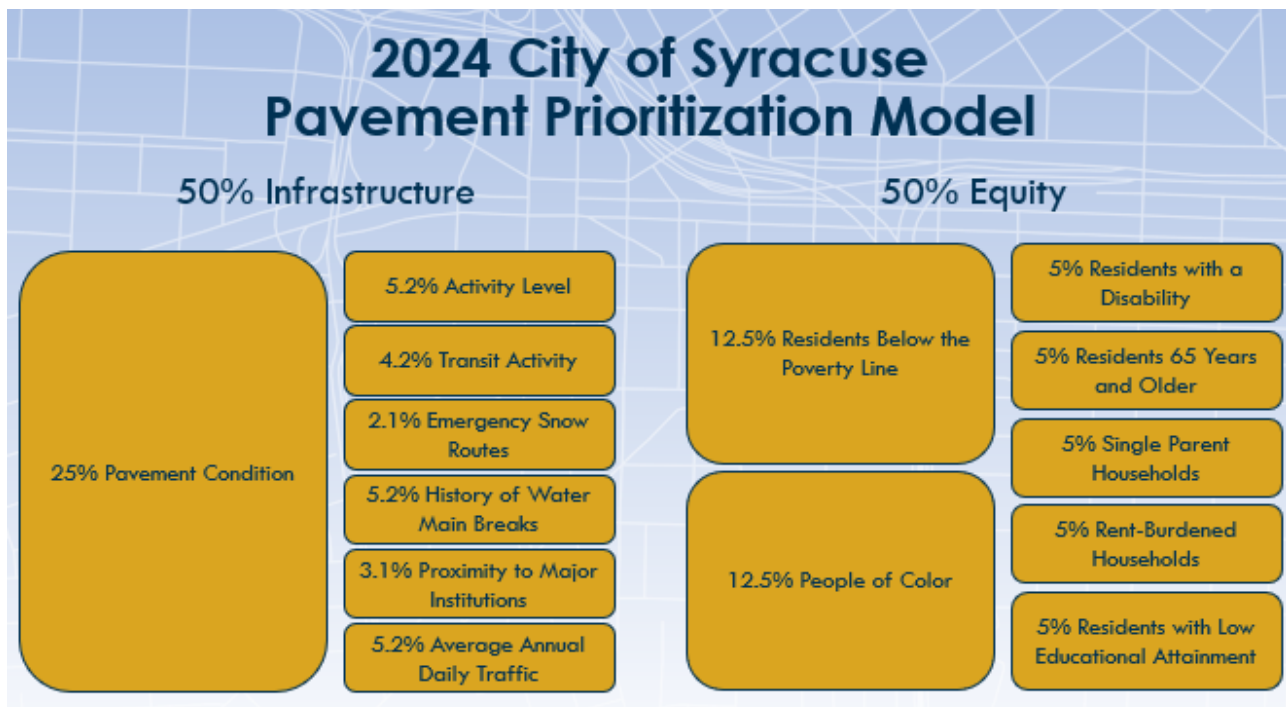 2024 City of Syracuse
Pavement Prioritization Model
50% Infrastructure
50% Equity
25% Pavement Condition
5.2% Activity Level
4.2% Transit Activity
2.1% Emergency Snow
Routes
5.2% History of Water
Main Breaks
3.1% Proximity to Major
Institutions
5.2% Average Annual
Daily Traffic
12.5% Residents Below the
Poverty Line
12.5% People of Color
5% Residents with a
Disability
5% Residents 65 Years
and Older
5% Single Parent
Households
5% Rent-Burdened
Households
5% Residents with Low
Educational Attainment